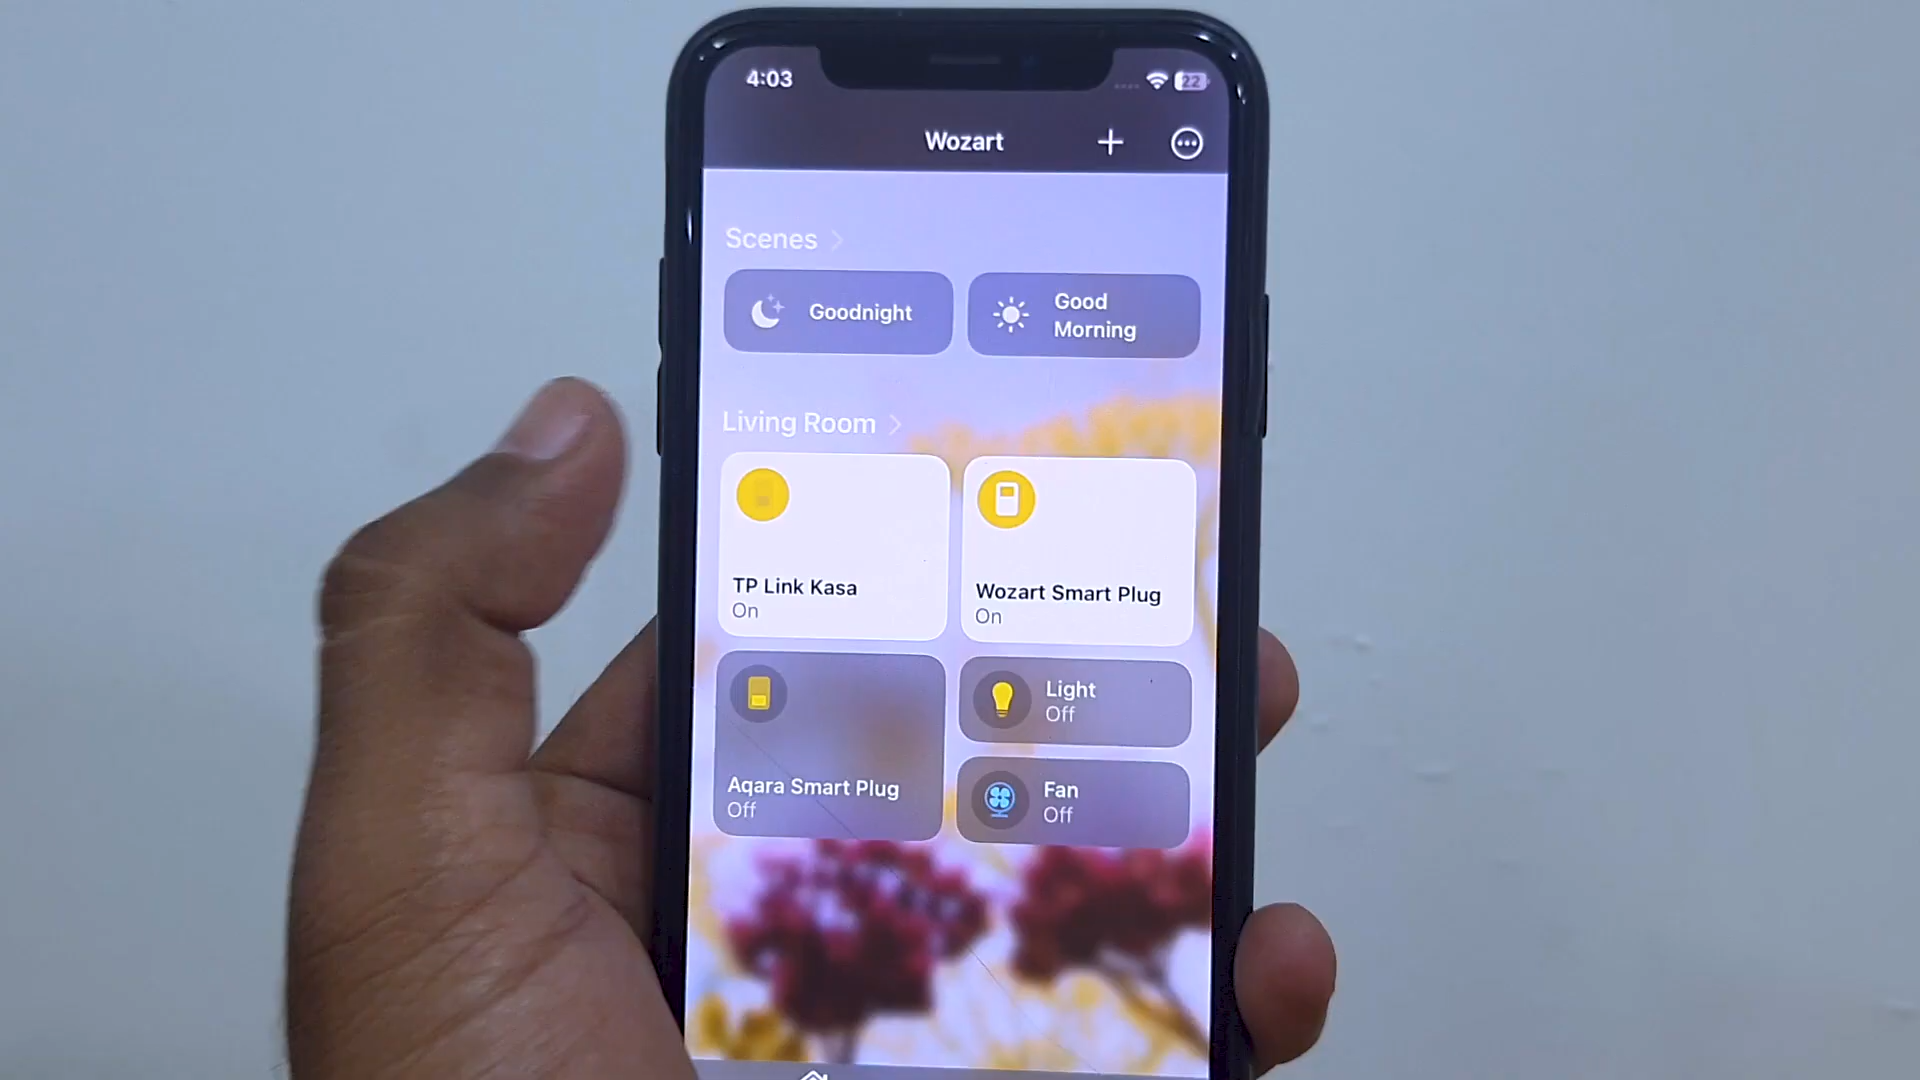 4:03
22
Wozart
Scenes
Goodnight
Good
Morning
Living Room
TP Link Kasa
On
Wozart Smart Plug
On
Aqara Smart Plug
Off
Light
Off
Fan
Off